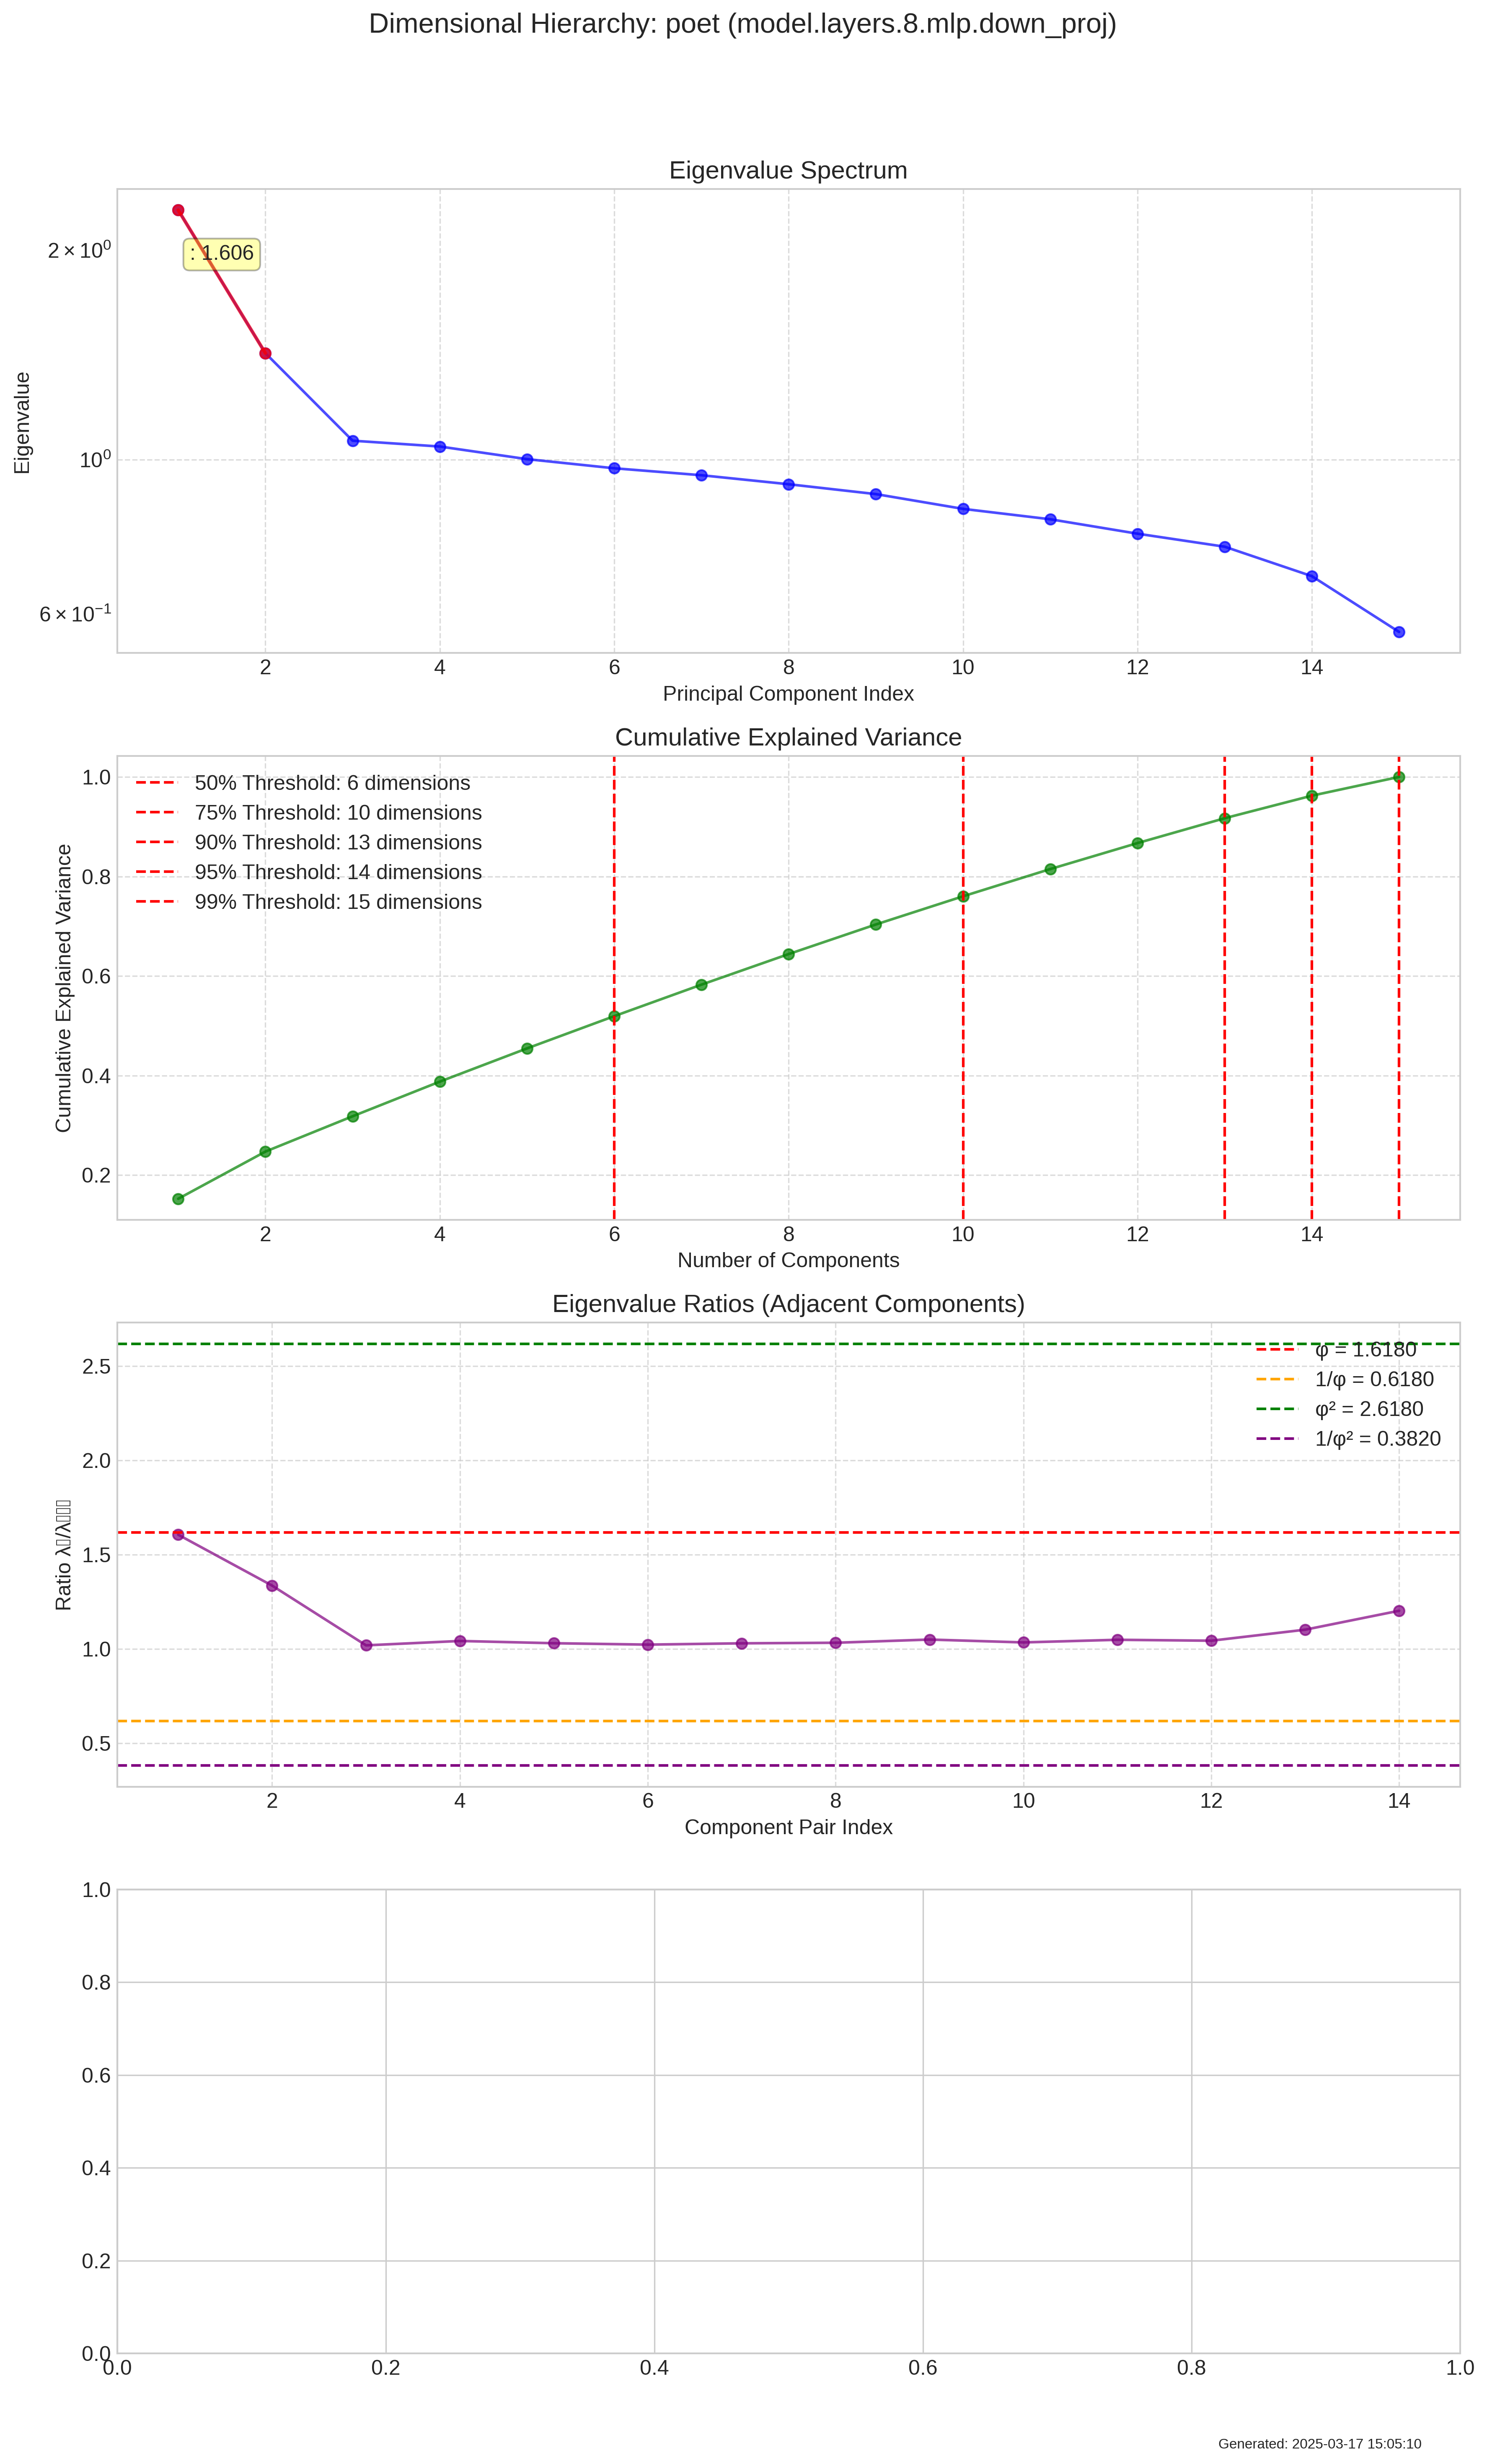 Dimensional Hierarchy: poet (model.layers.8.mlp.down_proj)
Eigenvalue Spectrum
2 × 10⁰
10⁰
6 × 10⁻¹
Eigenvalue
: 1.606
2 4 6 8 10 12 14
Principal Component Index
Cumulative Explained Variance
1.0
0.8
0.6
0.4
0.2
Cumulative Explained Variance
50% Threshold: 6 dimensions
75% Threshold: 10 dimensions
90% Threshold: 13 dimensions
95% Threshold: 14 dimensions
99% Threshold: 15 dimensions
2 4 6 8 10 12 14
Number of Components
Eigenvalue Ratios (Adjacent Components)
2.5
2.0
1.5
1.0
0.5
Ratio λ▯/λ▯▯▯
φ = 1.6180
1/φ = 0.6180
φ² = 2.6180
1/φ² = 0.3820
2 4 6 8 10 12 14
Component Pair Index
1.0
0.8
0.6
0.4
0.2
0.0
0.0 0.2 0.4 0.6 0.8 1.0
Generated: 2025-03-17 15:05:10